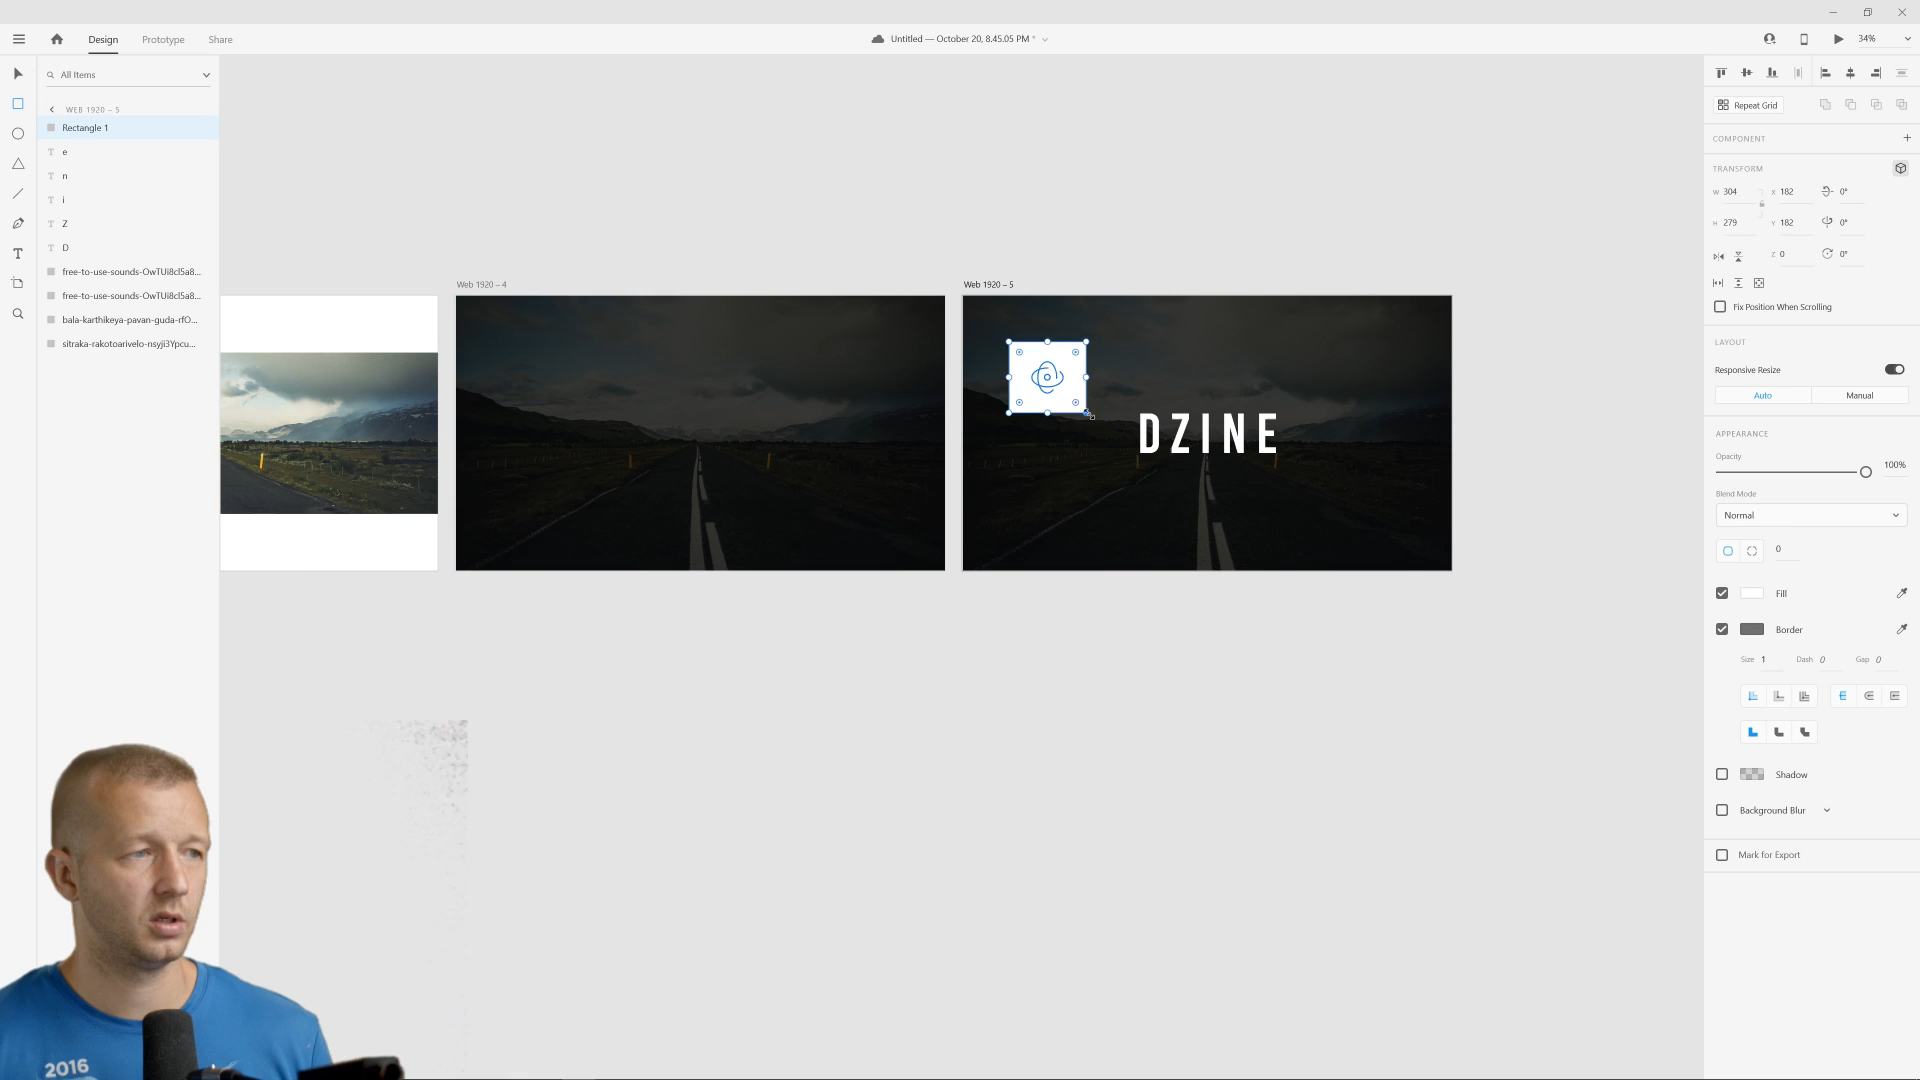 Design
Prototype
Share
Untitled — October 20, 8.45.05 PM *
34%
All Items
WEB 1920 – 5
Rectangle 1
e
n
i
Z
D
free-to-use-sounds-OwTUi8cl5a8...
free-to-use-sounds-OwTUi8cl5a8...
bala-karthikeya-pavan-guda-rfO...
sitraka-rakotoarivelo-nsyji3Ypcu...
Web 1920 – 4
Web 1920 – 5
DZINE
Repeat Grid
COMPONENT
TRANSFORM
W 304 X 182 0°
H 279 Y 182 0°
Z 0 0°
Fix Position When Scrolling
LAYOUT
Responsive Resize
Auto Manual
APPEARANCE
Opacity
100%
Blend Mode
Normal
0
Fill
Border
Size 1 Dash 0 Gap 0
Shadow
Background Blur
Mark for Export
2016